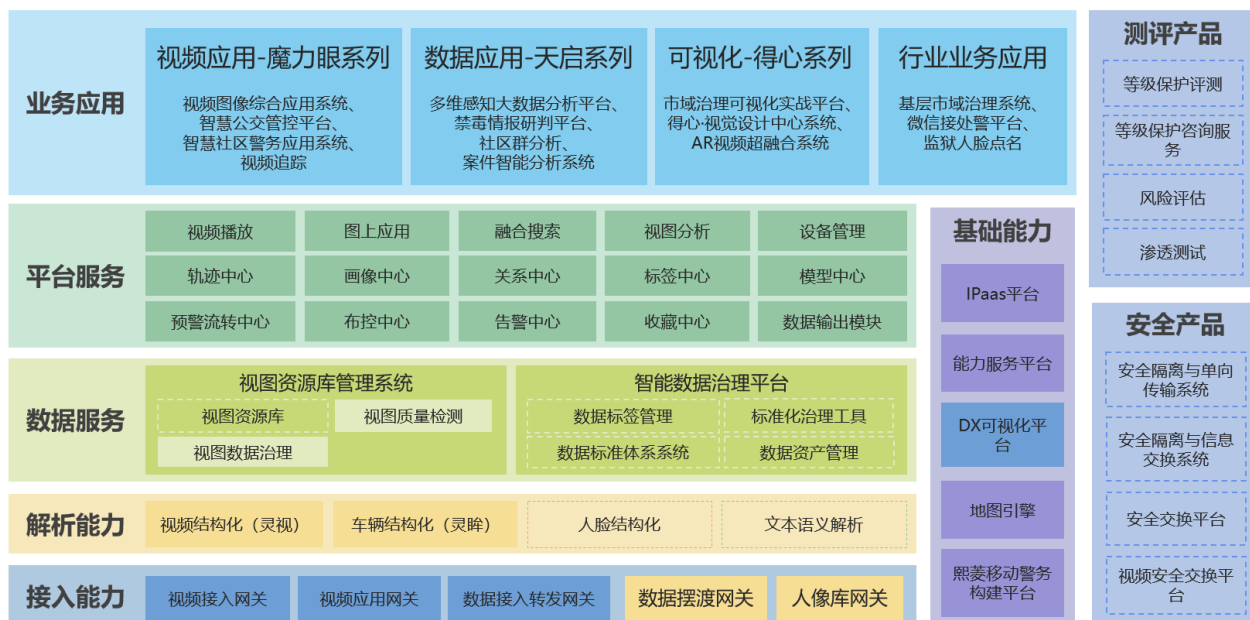 业务应用
视频应用-魔力眼系列
视频图像综合应用系统、
智慧公交管控平台、
智慧社区警务应用系统、
视频追踪
数据应用-天启系列
多维感知大数据分析平台、
禁毒情报研判平台、
社区群分析、
案件智能分析系统
可视化-得心系列
市域治理可视化实战平台、
得心·视觉设计中心系统、
AR视频超融合系统
行业业务应用
基层市域治理系统、
微信接处警平台、
监狱人脸点名
平台服务
视频播放
图上应用
融合搜索
视图分析
设备管理
轨迹中心
画像中心
关系中心
标签中心
模型中心
预警流转中心
布控中心
告警中心
收藏中心
数据输出模块
数据服务
视图资源库管理系统
视图资源库
视图质量检测
视图数据治理
智能数据治理平台
数据标签管理
标准化治理工具
数据标准体系系统
数据资产管理
解析能力
视频结构化（灵视）
车辆结构化（灵眸）
人脸结构化
文本语义解析
接入能力
视频接入网关
视频应用网关
数据接入转发网关
数据摆渡网关
人像库网关
基础能力
IPaas平台
能力服务平台
DX可视化平
台
地图引擎
熙菱移动警务
构建平台
测评产品
等级保护评测
等级保护咨询服
务
风险评估
渗透测试
安全产品
安全隔离与单向
传输系统
安全隔离与信息
交换系统
安全交换平台
视频安全交换平
台